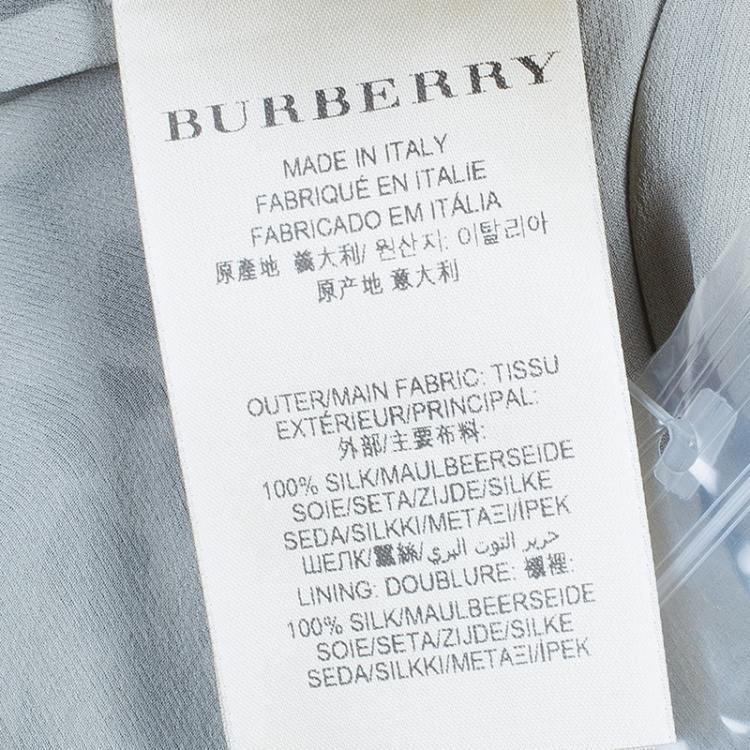 BURBERRY
MADE IN ITALY
FABRIQUÉ EN ITALIE
FABRICADO EM ITÁLIA
原產地 義大利/ 원산지: 이탈리아
原产地 意大利
OUTER/MAIN FABRIC: TISSU
EXTÉRIEUR/PRINCIPAL:
外部/主要布料:
100% SILK/MAULBEERSEIDE
SOIE/SETA/ZIJDE/SILKE
SEDA/SILKKI/ΜΕΤΑΞΙ/İPEK
ШЕЛК/蠶絲/حرير التوت البري
LINING: DOUBLURE: 襯裡:
100% SILK/MAULBEERSEIDE
SOIE/SETA/ZIJDE/SILKE
SEDA/SILKKI/ΜΕΤΑΞΙ/İPEK